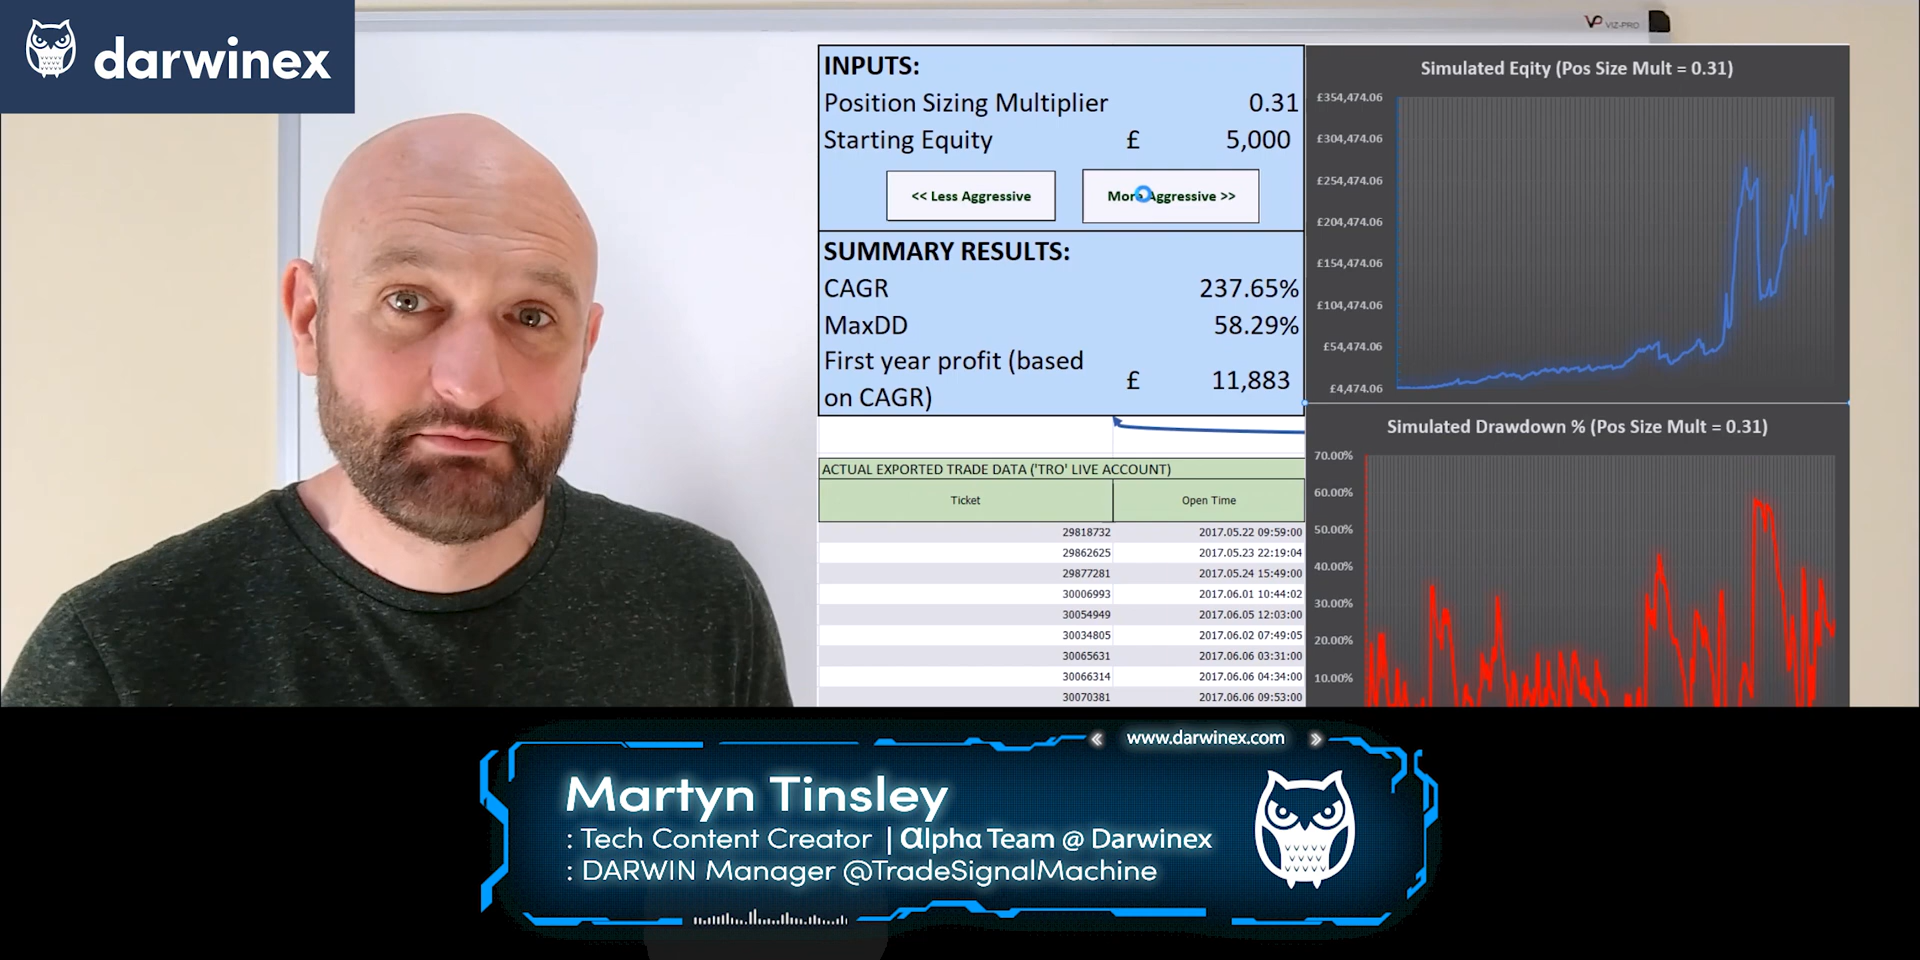 darwinex
VIZ-PRO
INPUTS:
Position Sizing Multiplier 0.31
Starting Equity £ 5,000
<< Less Aggressive
More Aggressive >>
SUMMARY RESULTS:
CAGR 237.65%
MaxDD 58.29%
First year profit (based
on CAGR) £ 11,883
ACTUAL EXPORTED TRADE DATA ('TRO' LIVE ACCOUNT)
Ticket Open Time
29818732 2017.05.22 09:59:00
29862625 2017.05.23 22:19:04
29877281 2017.05.24 15:49:00
30006993 2017.06.01 10:44:02
30054949 2017.06.05 12:03:00
30034805 2017.06.02 07:49:05
30065631 2017.06.06 03:31:00
30066314 2017.06.06 04:34:00
30070381 2017.06.06 09:53:00
Simulated Eqity (Pos Size Mult = 0.31)
£354,474.06
£304,474.06
£254,474.06
£204,474.06
£154,474.06
£104,474.06
£54,474.06
£4,474.06
Simulated Drawdown % (Pos Size Mult = 0.31)
70.00%
60.00%
50.00%
40.00%
30.00%
20.00%
10.00%
« www.darwinex.com »
Martyn Tinsley
: Tech Content Creator | αlphα Team @ Darwinex
: DARWIN Manager @TradeSignalMachine